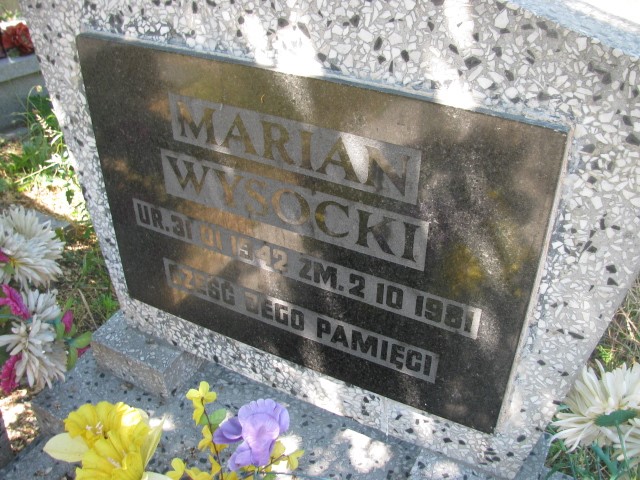 MARIAN
WYSOCKI
UR. 31 01 1942 ZM. 2 10 1981
CZEŚĆ JEGO PAMIĘCI